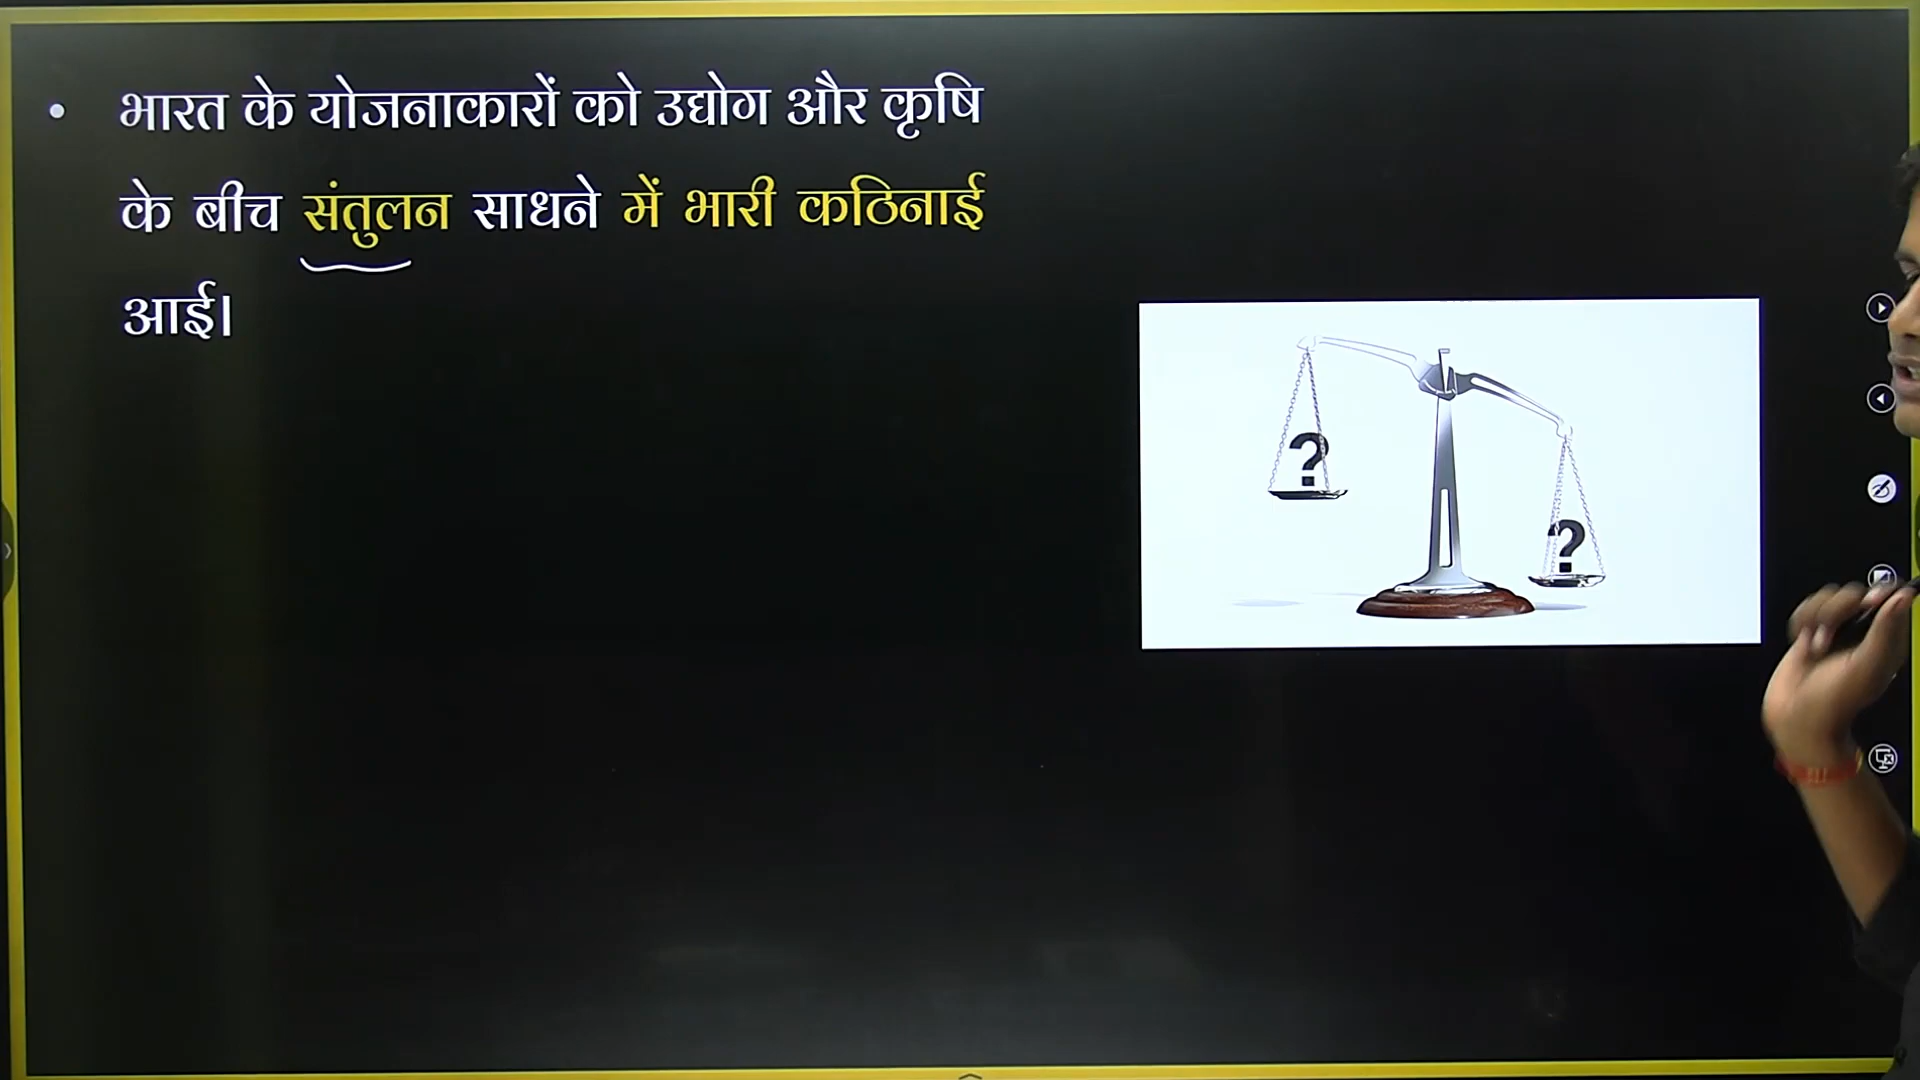 • भारत के योजनाकारों को उद्योग और कृषि
के बीच संतुलन साधने में भारी कठिनाई
आई।
?
?